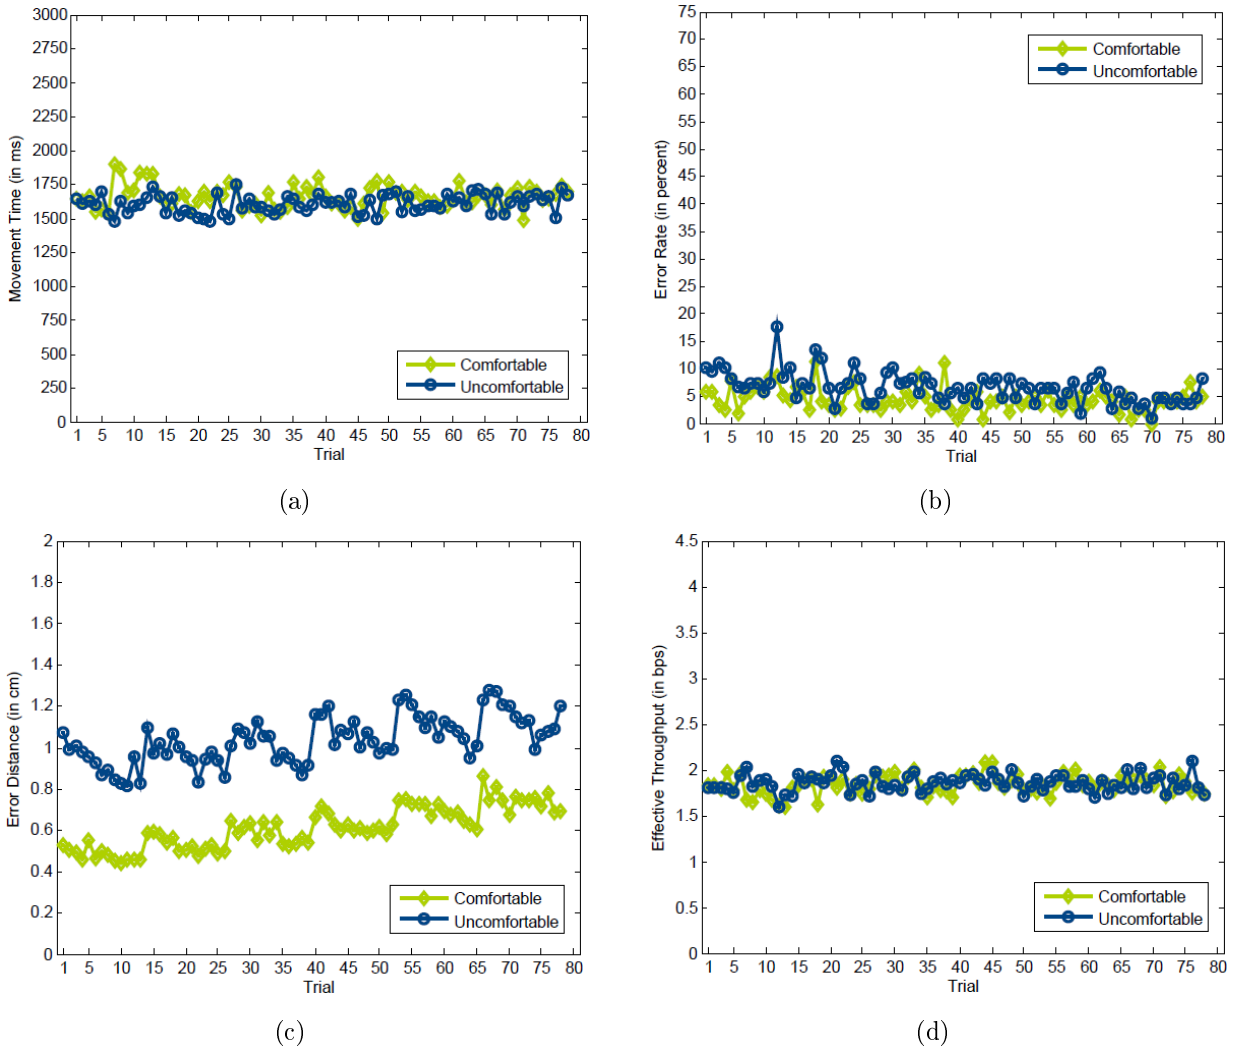 3000
2750
2500
2250
2000
1750
1500
1250
1000
750
500
250
0
Movement Time (in ms)
Comfortable
Uncomfortable
1 5 10 15 20 25 30 35 40 45 50 55 60 65 70 75 80
Trial
(a)
75
70
65
60
55
50
45
40
35
30
25
20
15
10
5
0
Error Rate (in percent)
Comfortable
Uncomfortable
1 5 10 15 20 25 30 35 40 45 50 55 60 65 70 75 80
Trial
(b)
2
1.8
1.6
1.4
1.2
1
0.8
0.6
0.4
0.2
0
Error Distance (in cm)
Comfortable
Uncomfortable
1 5 10 15 20 25 30 35 40 45 50 55 60 65 70 75 80
Trial
(c)
4.5
4
3.5
3
2.5
2
1.5
1
0.5
0
Effective Throughput (in bps)
Comfortable
Uncomfortable
1 5 10 15 20 25 30 35 40 45 50 55 60 65 70 75 80
Trial
(d)